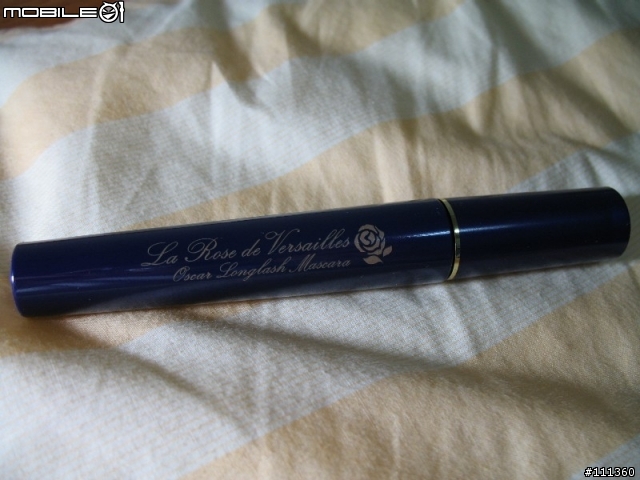 MOBILE01
La Rose de Versailles
Oscar Longlash Mascara
#111360